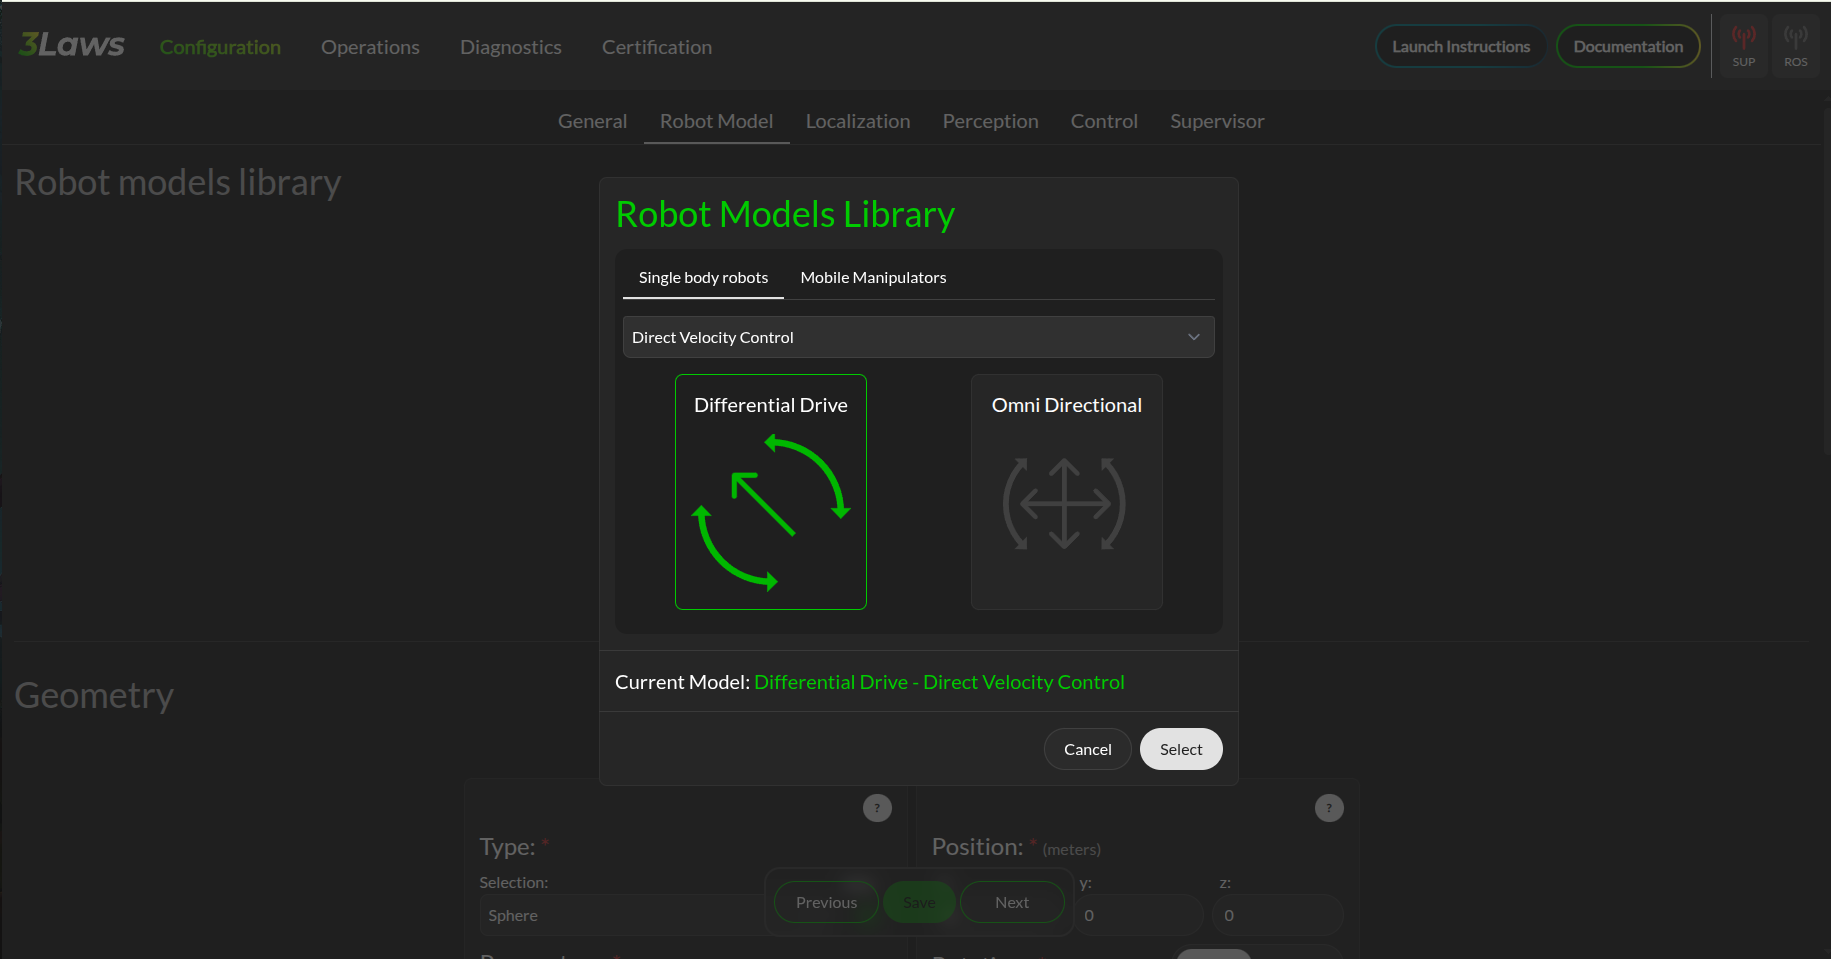 3Laws Configuration Operations Diagnostics Certification Launch Instructions Documentation SUP ROS
General Robot Model Localization Perception Control Supervisor
Robot models library
Robot Models Library
Single body robots Mobile Manipulators
Direct Velocity Control
Differential Drive Omni Directional
Current Model: Differential Drive - Direct Velocity Control
Geometry
Cancel Select
? ?
Type: * Position: * (meters)
Selection: y: z:
Sphere Previous Save Next 0 0